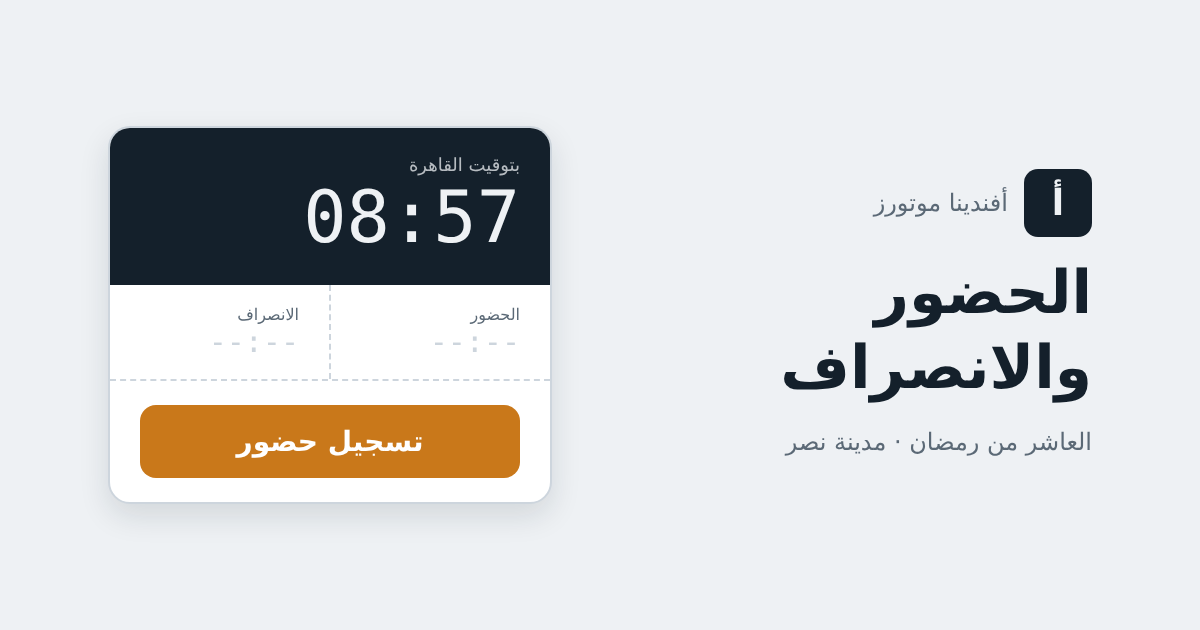 أ
أفندينا موتورز
الحضور
والانصراف
العاشر من رمضان · مدينة نصر
بتوقيت القاهرة
08:57
الحضور
--:--
الانصراف
--:--
تسجيل حضور